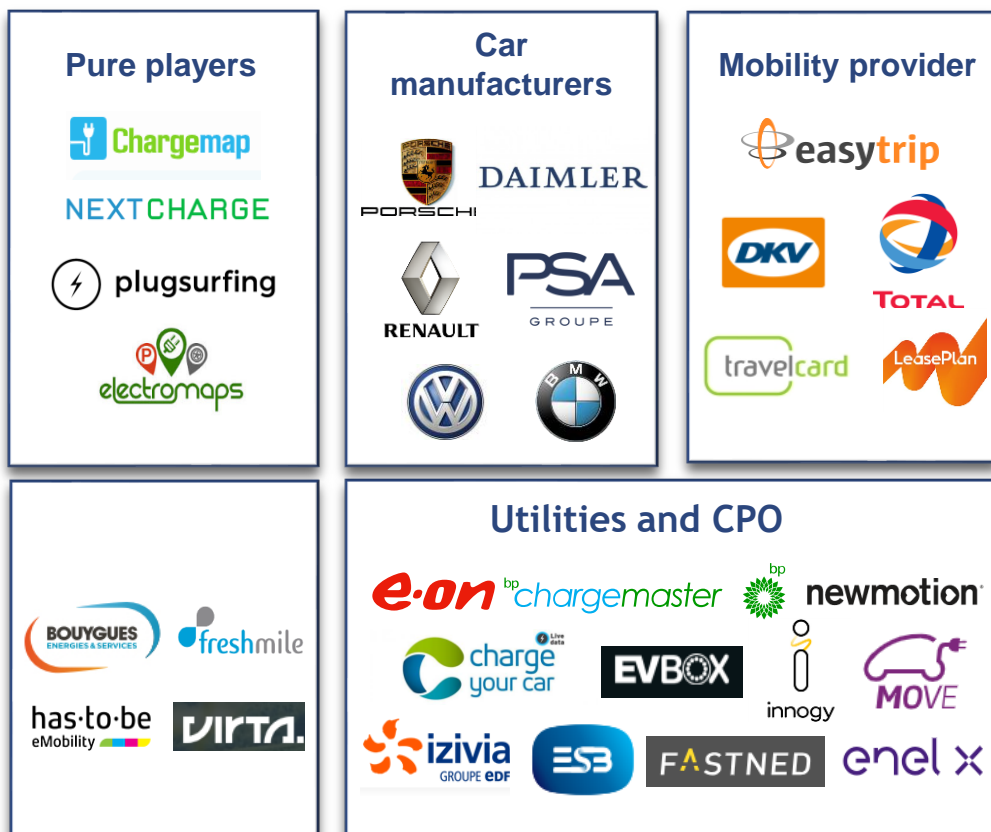 Pure players
Chargemap
NEXTCHARGE
plugsurfing
P
electromaps
Car
manufacturers
PORSCHE
PORSCHI
DAIMLER
RENAULT
PSA
GROUPE
VW
BMW
Mobility provider
easytrip
DKV
TOTAL
travelcard
LeasePlan
BOUYGUES
ENERGIES & SERVICES
freshmile
has·to·be
eMobility
VIRTA.
Utilities and CPO
e·on
bp chargemaster
bp
newmotion
charge
your car
Live
data
EVBOX
innogy
MOVE
izivia
GROUPE EDF
ESB
FASTNED
enel x